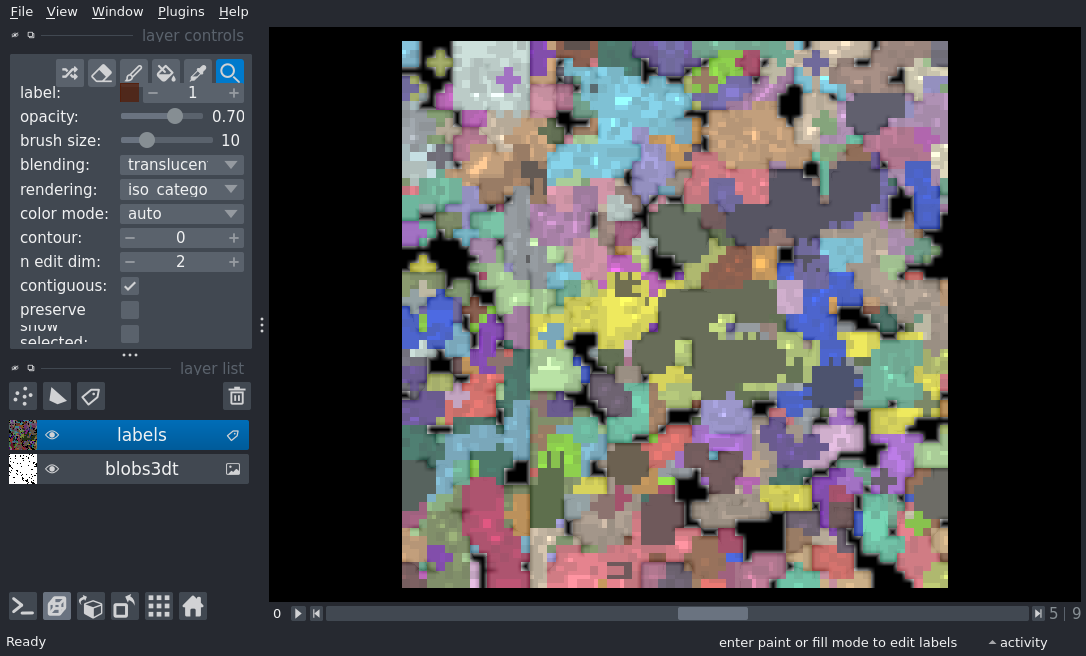 File View Window Plugins Help
layer controls
label: 1
opacity: 0.70
brush size: 10
blending: translucen
rendering: iso_catego
color mode: auto
contour: 0
n edit dim: 2
contiguous:
preserve
show
selected:
layer list
labels
blobs3dt
0 5 | 9
Ready enter paint or fill mode to edit labels activity